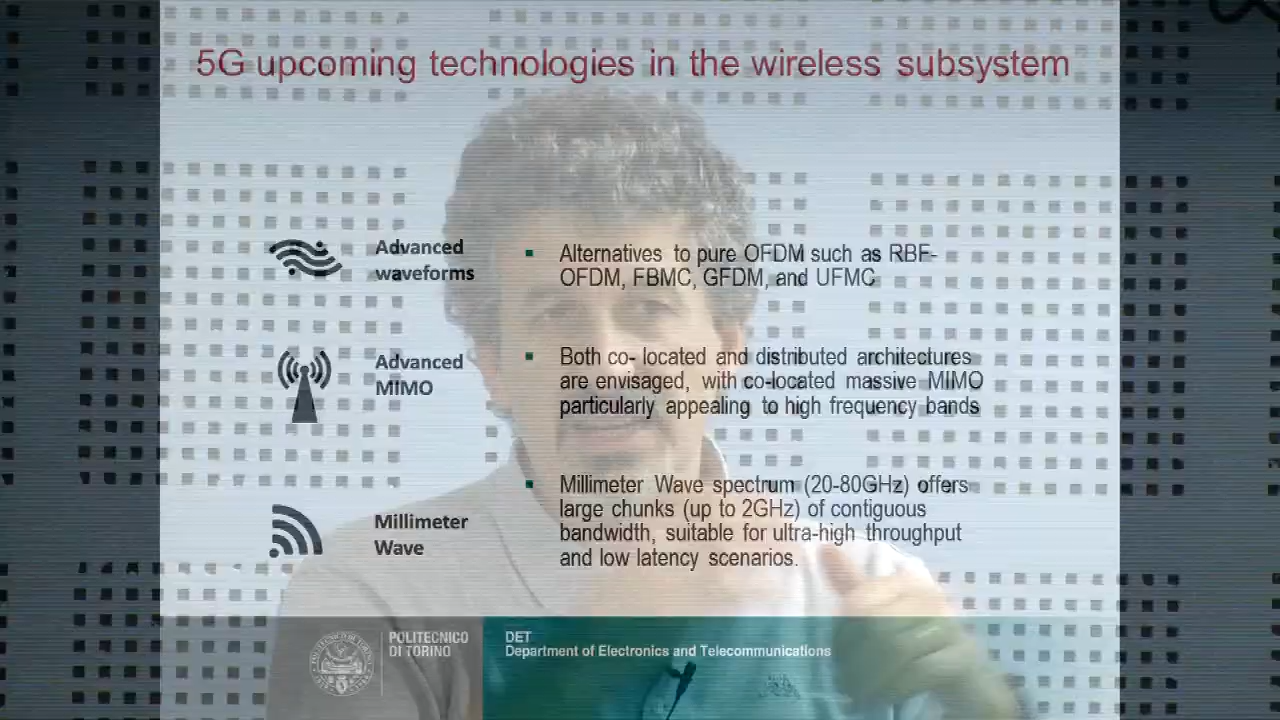 5G upcoming technologies in the wireless subsystem
Advanced
waveforms
Alternatives to pure OFDM such as RBF-
OFDM, FBMC, GFDM, and UFMC
Advanced
MIMO
Both co- located and distributed architectures
are envisaged, with co-located massive MIMO
particularly appealing to high frequency bands
Millimeter
Wave
Millimeter Wave spectrum (20-80GHz) offers
large chunks (up to 2GHz) of contiguous
bandwidth, suitable for ultra-high throughput
and low latency scenarios.
POLITECNICO
DI TORINO
DET
Department of Electronics and Telecommunications